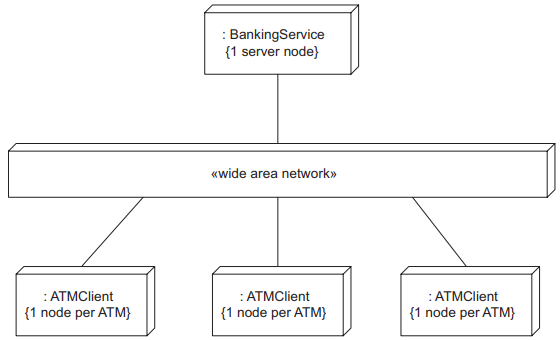 : BankingService
{1 server node}
«wide area network»
: ATMClient
{1 node per ATM}
: ATMClient
{1 node per ATM}
: ATMClient
{1 node per ATM}